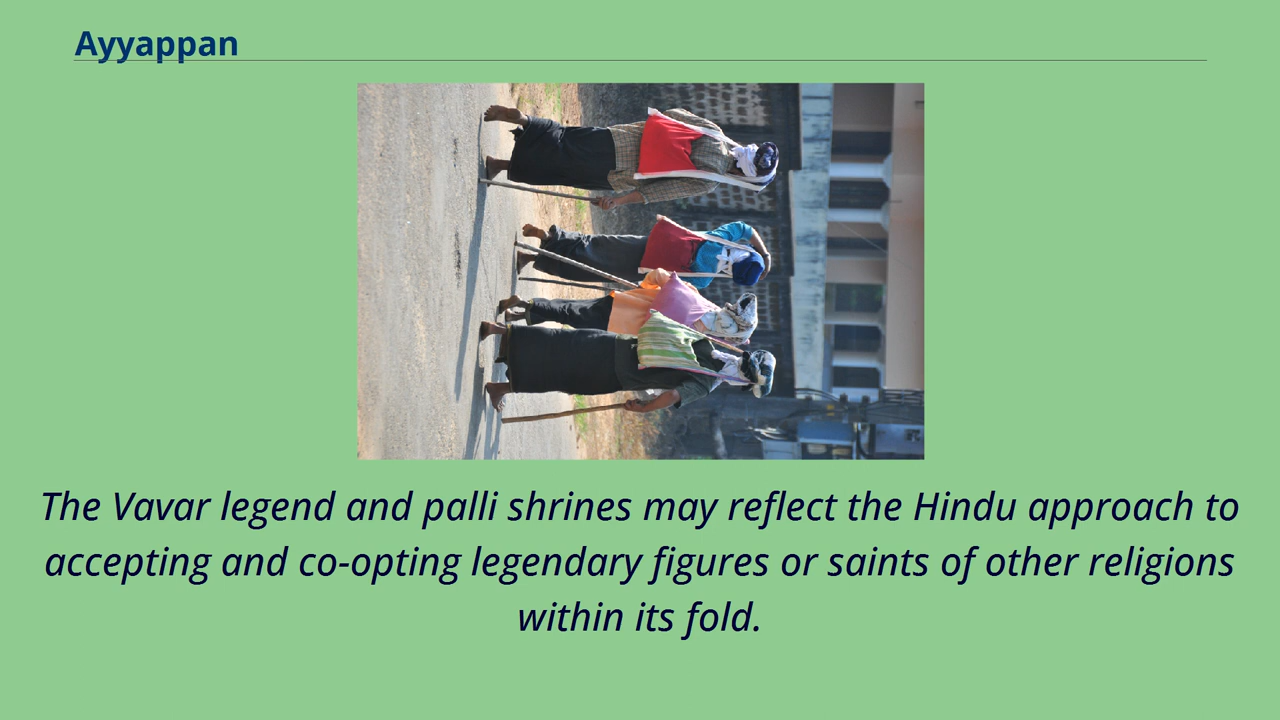 Ayyappan
The Vavar legend and palli shrines may reflect the Hindu approach to
accepting and co-opting legendary figures or saints of other religions
within its fold.